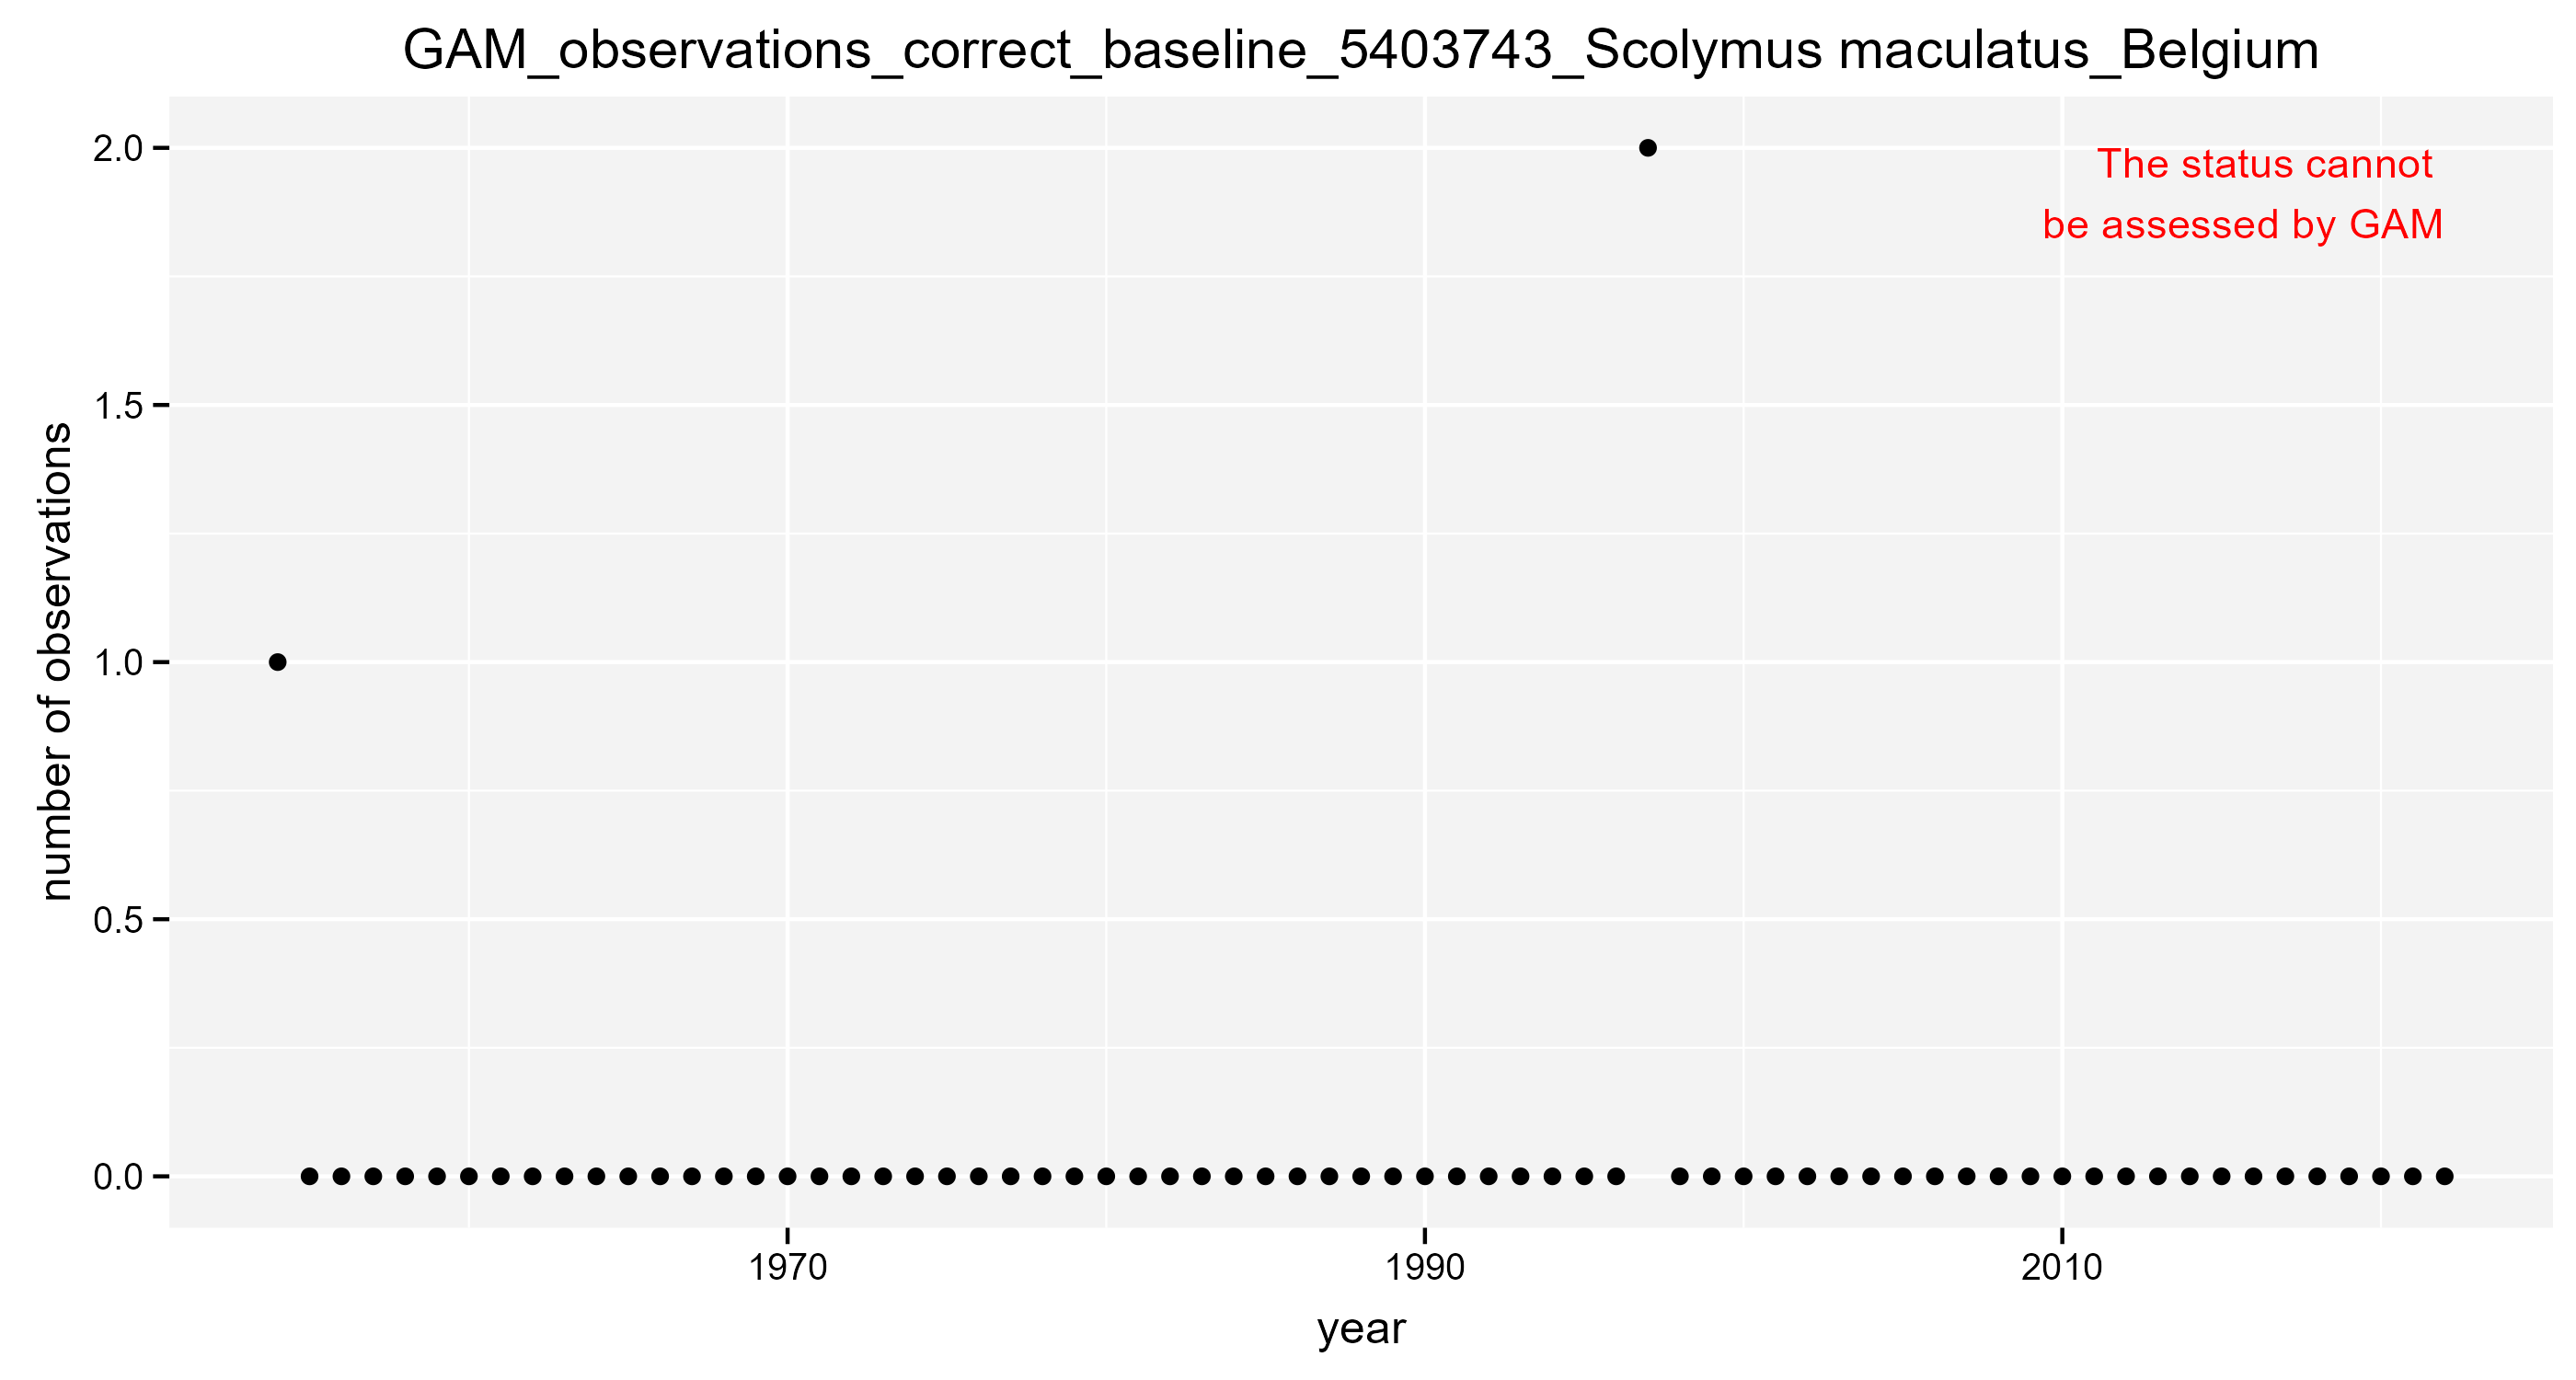 GAM_observations_correct_baseline_5403743_Scolymus maculatus_Belgium
The status cannot
be assessed by GAM
2.0
1.5
1.0
0.5
0.0
number of observations
1970 1990 2010
year